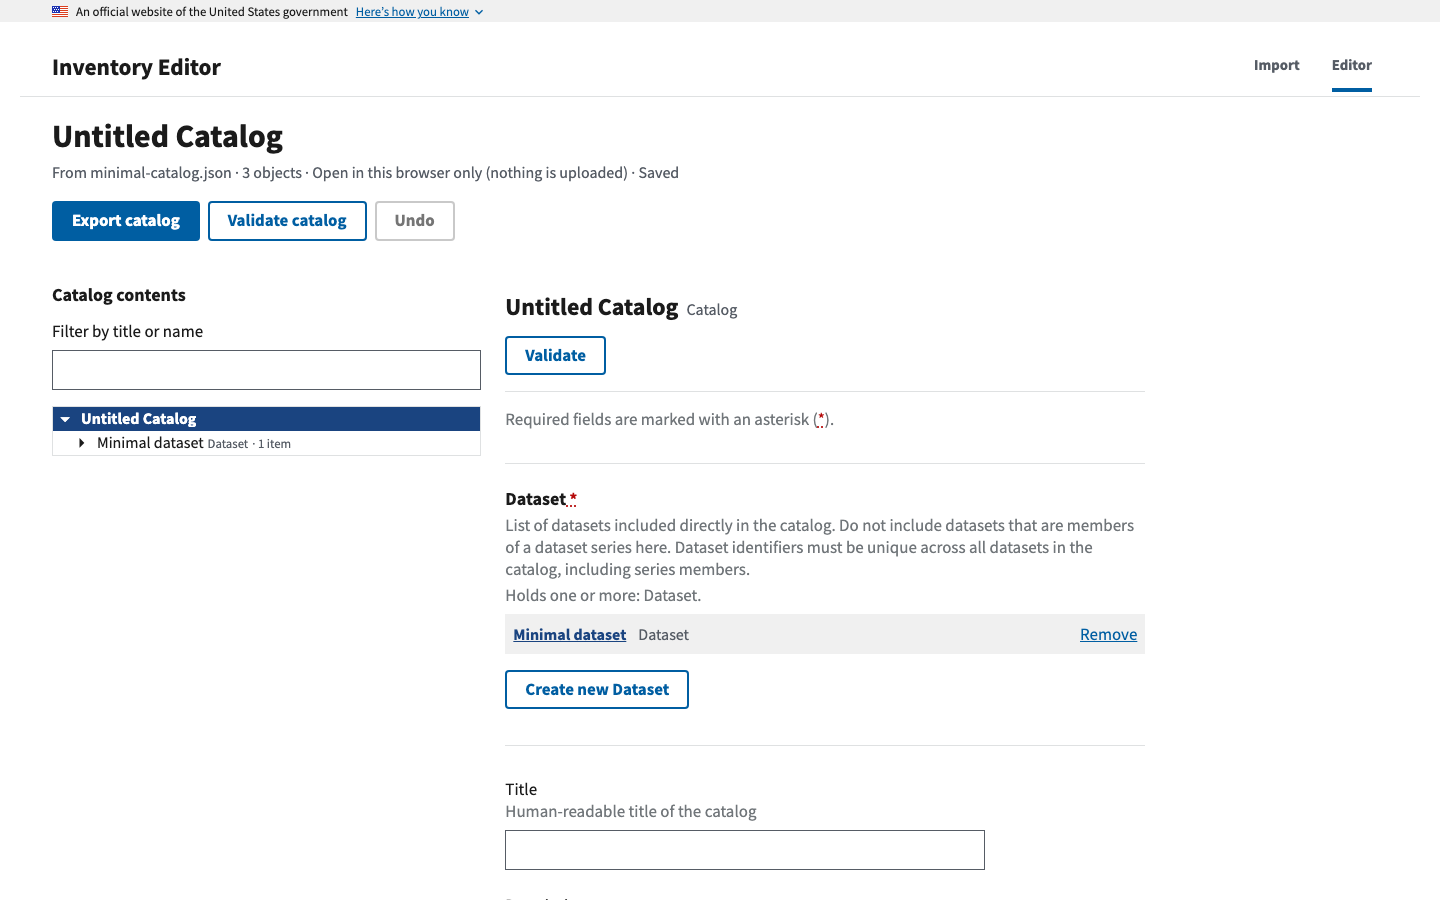 An official website of the United States government Here's how you know
Inventory Editor
Import
Editor
Untitled Catalog
From minimal-catalog.json · 3 objects · Open in this browser only (nothing is uploaded) · Saved
Export catalog
Validate catalog
Undo
Catalog contents
Filter by title or name
Untitled Catalog
Minimal dataset Dataset · 1 item
Untitled Catalog Catalog
Validate
Required fields are marked with an asterisk (*).
Dataset *
List of datasets included directly in the catalog. Do not include datasets that are members
of a dataset series here. Dataset identifiers must be unique across all datasets in the
catalog, including series members.
Holds one or more: Dataset.
Minimal dataset Dataset Remove
Create new Dataset
Title
Human-readable title of the catalog